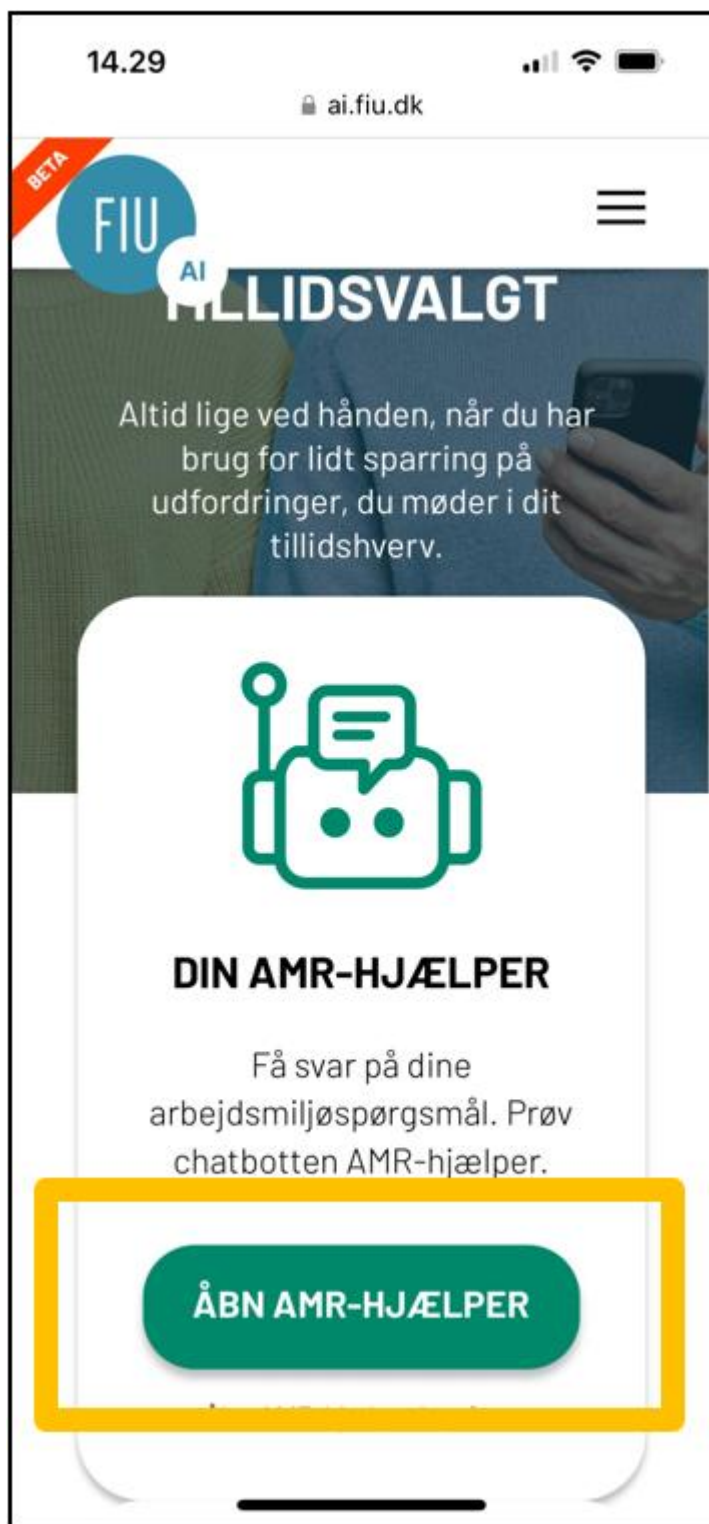 14.29
ai.fiu.dk
BETA
FIU
AI
TILLIDSVALGT
Altid lige ved hånden, når du har
brug for lidt sparring på
udfordringer, du møder i dit
tillidshverv.
DIN AMR-HJÆLPER
Få svar på dine
arbejdsmiljøspørgsmål. Prøv
chatbotten AMR-hjælper.
ÅBN AMR-HJÆLPER